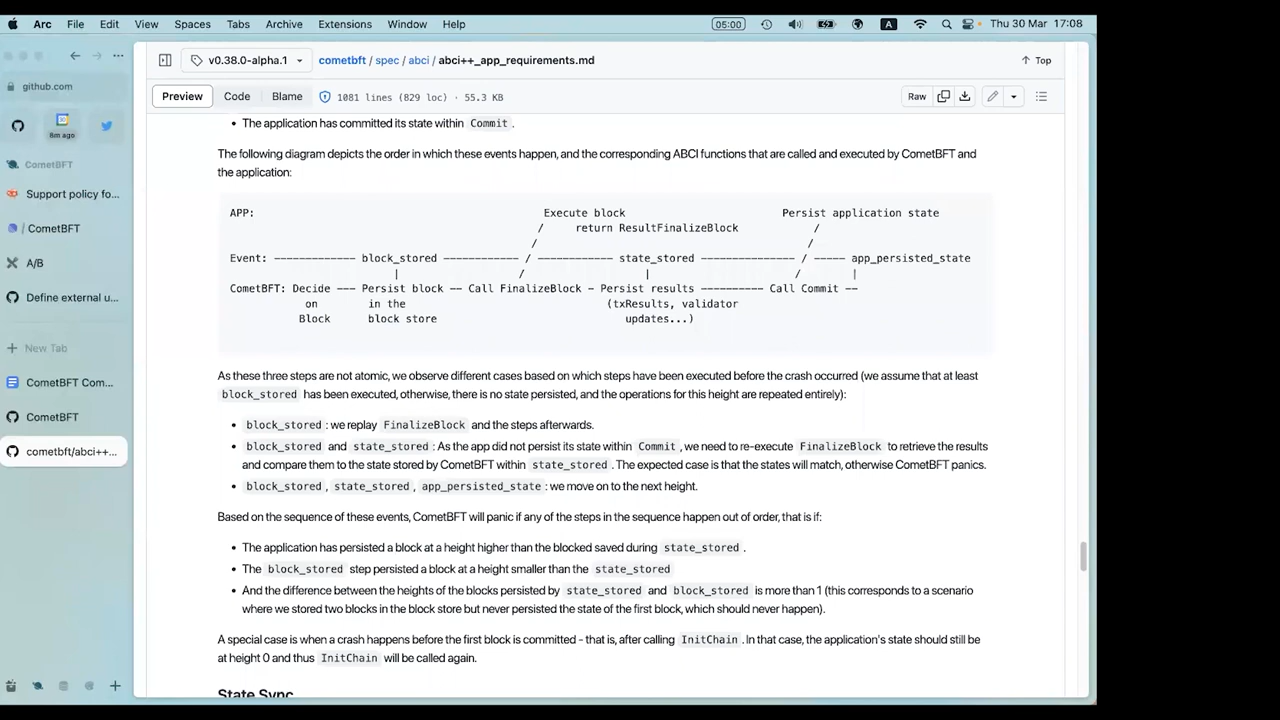 Arc File Edit View Spaces Tabs Archive Extensions Window Help 05:00 A Thu 30 Mar 17:08
github.com
8m ago
CometBFT
Support policy fo...
/ CometBFT
A/B
Define external u...
New Tab
CometBFT Com...
CometBFT
cometbft/abci++...
v0.38.0-alpha.1 cometbft / spec / abci / abci++_app_requirements.md Top
Preview Code Blame 1081 lines (829 loc) · 55.3 KB Raw
• The application has committed its state within Commit .
The following diagram depicts the order in which these events happen, and the corresponding ABCI functions that are called and executed by CometBFT and
the application:
APP: Execute block Persist application state
/ return ResultFinalizeBlock /
/ /
Event: ------------- block_stored ------------ / ------------ state_stored --------------- / ----- app_persisted_state
| / | / |
CometBFT: Decide --- Persist block -- Call FinalizeBlock - Persist results ---------- Call Commit --
on in the (txResults, validator
Block block store updates...)
As these three steps are not atomic, we observe different cases based on which steps have been executed before the crash occurred (we assume that at least
block_stored has been executed, otherwise, there is no state persisted, and the operations for this height are repeated entirely):
• block_stored : we replay FinalizeBlock and the steps afterwards.
• block_stored and state_stored : As the app did not persist its state within Commit , we need to re-execute FinalizeBlock to retrieve the results
and compare them to the state stored by CometBFT within state_stored . The expected case is that the states will match, otherwise CometBFT panics.
• block_stored , state_stored , app_persisted_state : we move on to the next height.
Based on the sequence of these events, CometBFT will panic if any of the steps in the sequence happen out of order, that is if:
• The application has persisted a block at a height higher than the blocked saved during state_stored .
• The block_stored step persisted a block at a height smaller than the state_stored
• And the difference between the heights of the blocks persisted by state_stored and block_stored is more than 1 (this corresponds to a scenario
where we stored two blocks in the block store but never persisted the state of the first block, which should never happen).
A special case is when a crash happens before the first block is committed - that is, after calling InitChain . In that case, the application's state should still be
at height 0 and thus InitChain will be called again.
State Sync